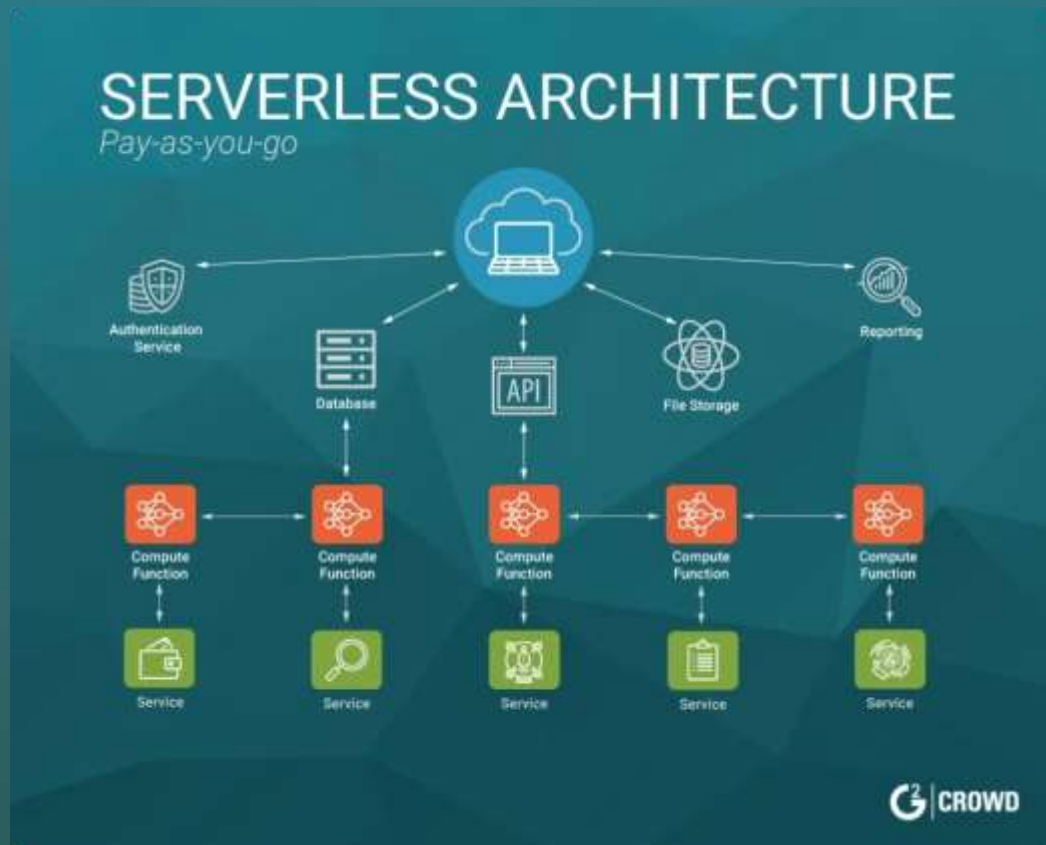 SERVERLESS ARCHITECTURE
Pay-as-you-go
Authentication
Service
Database
API
File Storage
Reporting
Compute
Function
Compute
Function
Compute
Function
Compute
Function
Compute
Function
Service
Service
Service
Service
Service
G2 | CROWD